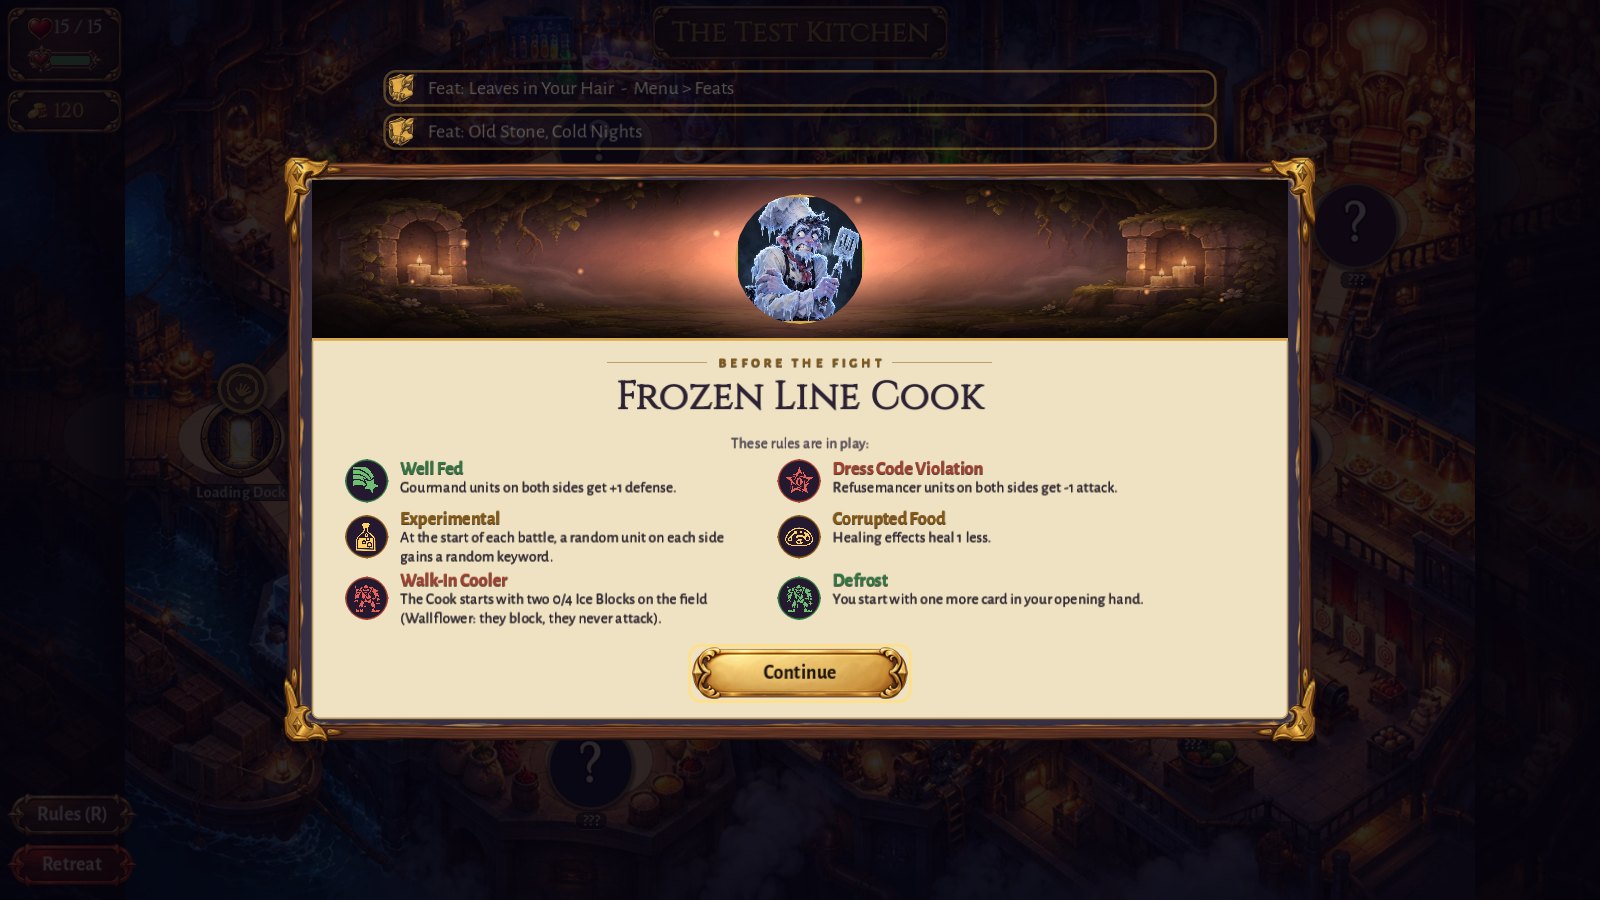 15 / 15
THE TEST KITCHEN
120
Feat: Leaves in Your Hair - Menu > Feats
Feat: Old Stone, Cold Nights
?
?
???
BEFORE THE FIGHT
FROZEN LINE COOK
These rules are in play:
Well Fed
Gourmand units on both sides get +1 defense.
Dress Code Violation
Refusemancer units on both sides get -1 attack.
Experimental
At the start of each battle, a random unit on each side
gains a random keyword.
Corrupted Food
Healing effects heal 1 less.
Walk-In Cooler
The Cook starts with two 0/4 Ice Blocks on the field
(Wallflower: they block, they never attack).
Defrost
You start with one more card in your opening hand.
Loading Dock
Continue
?
???
Rules (R)
Retreat